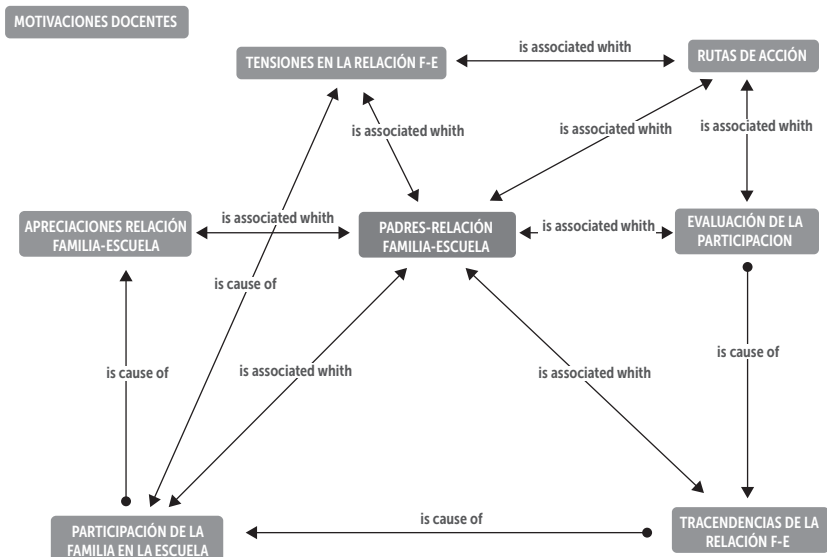 MOTIVACIONES DOCENTES
is associated whith
TENSIONES EN LA RELACIÓN F-E
RUTAS DE ACCIÓN
is associated whith
is associated whith
is associated whith
APRECIACIONES RELACIÓN
FAMILIA-ESCUELA
is associated whith
PADRES-RELACIÓN
FAMILIA-ESCUELA
is associated whith
EVALUACIÓN DE LA
PARTICIPACION
is cause of
is cause of
is associated whith
is associated whith
is cause of
is cause of
PARTICIPACIÓN DE LA
FAMILIA EN LA ESCUELA
TRACENDENCIAS DE LA
RELACIÓN F-E